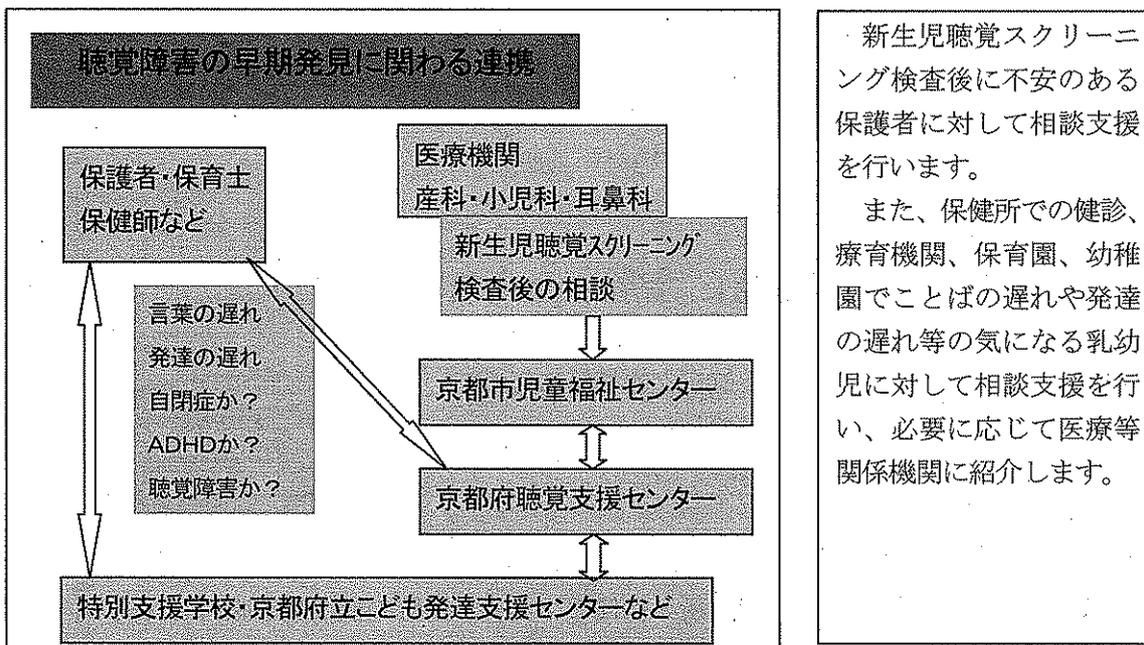 聴覚障害の早期発見に関わる連携
保護者・保育士
保健師など
医療機関
産科・小児科・耳鼻科
新生児聴覚スクリーニング
検査後の相談
言葉の遅れ
発達の遅れ
自閉症か？
ADHDか？
聴覚障害か？
京都市児童福祉センター
京都府聴覚支援センター
特別支援学校・京都府立こども発達支援センターなど
新生児聴覚スクリーニ
ング検査後に不安のある
保護者に対して相談支援
を行います。
また、保健所での健診、
療育機関、保育園、幼稚
園でことばの遅れや発達
の遅れ等の気になる乳幼
児に対して相談支援を行
い、必要に応じて医療等
関係機関に紹介します。